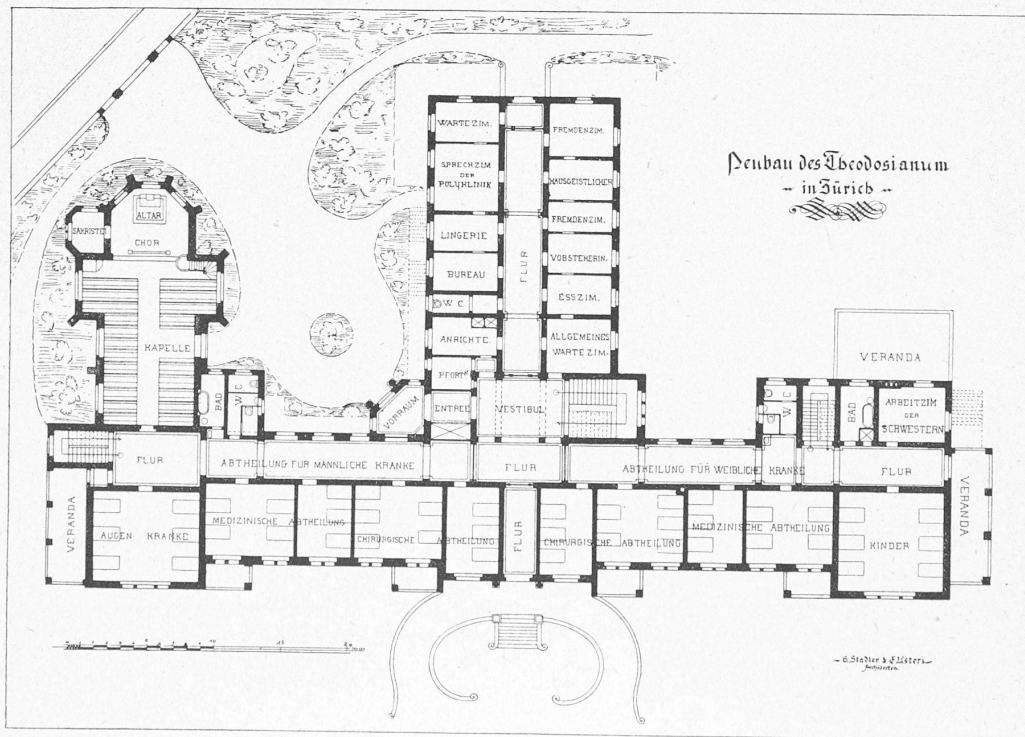 Neubau des Theodosianum
in Zürich
WARTEZIM.
FREMDENZIM.
SPRECHZIM
DER
POLYKLINIK
HAUSGEISTLICHER
LINGERIE
FREMDENZIM.
FLUR
BUREAU
VORSTEHERIN.
W C
ESSZIM.
ANRICHTE
ALLGEMEINES
WARTEZIM.
PFORT
ENTREE
VESTIBUL
VORRAUM
ALTAR
SAKRISTEI
CHOR
KAPELLE
BAD
W C
VERANDA
W C
BAD
ARBEITZIM
DER
SCHWESTERN
FLUR
ABTHEILUNG FÜR MÄNNLICHE KRANKE
FLUR
ABTHEILUNG FÜR WEIBLICHE KRANKE
FLUR
VERANDA
AUGEN KRANKE
MEDIZINISCHE ABTHEILUNG
CHIRURGISCHE ABTHEILUNG
FLUR
CHIRURGISCHE ABTHEILUNG
MEDIZINISCHE ABTHEILUNG
KINDER
VERANDA
G. Stadler & E. Usteri
Architekten.